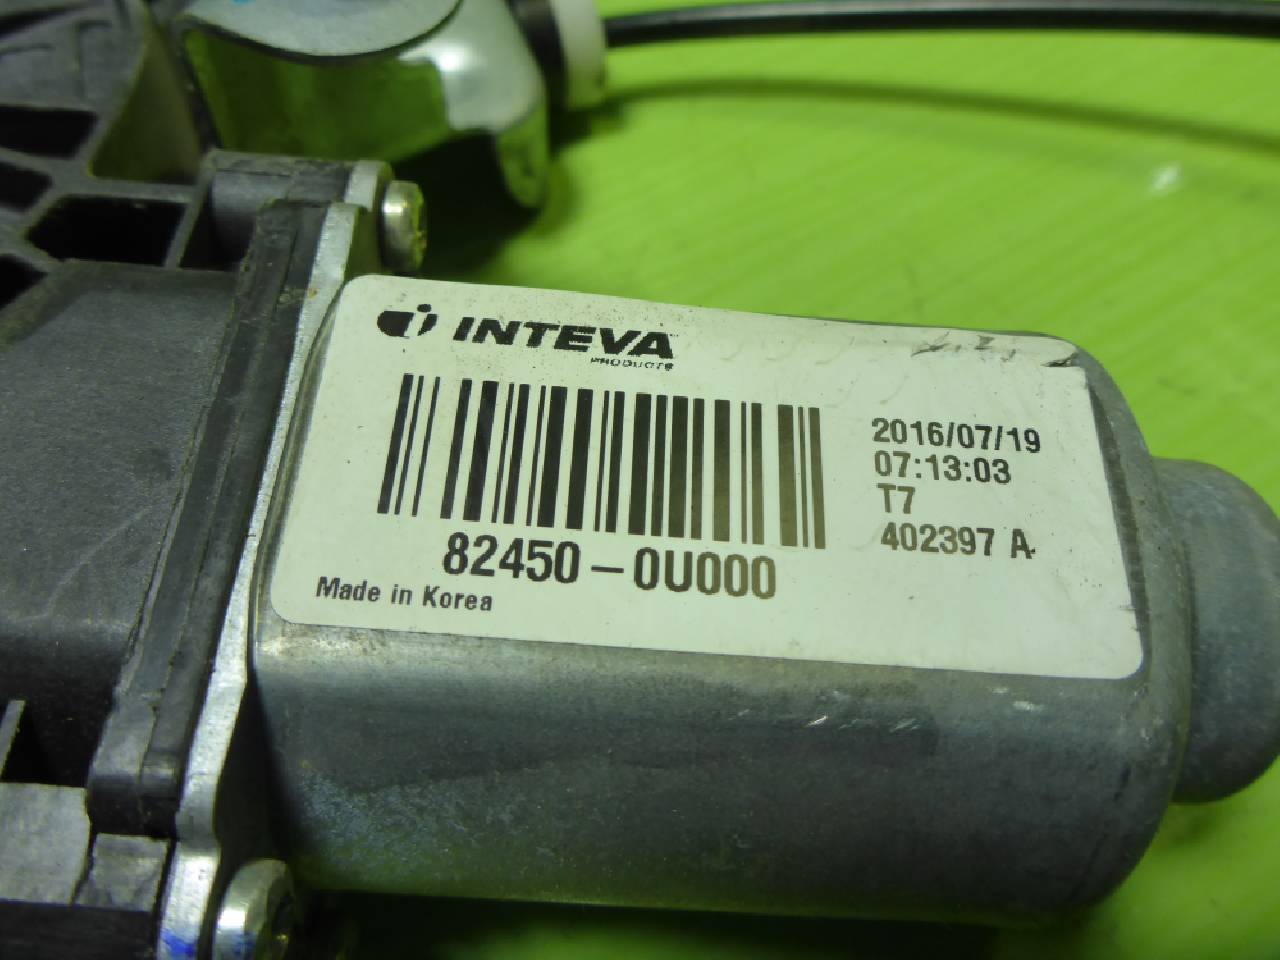 INTEVA
PRODUCTS
2016/07/19
07:13:03
T7
402397 A
82450-0U000
Made in Korea